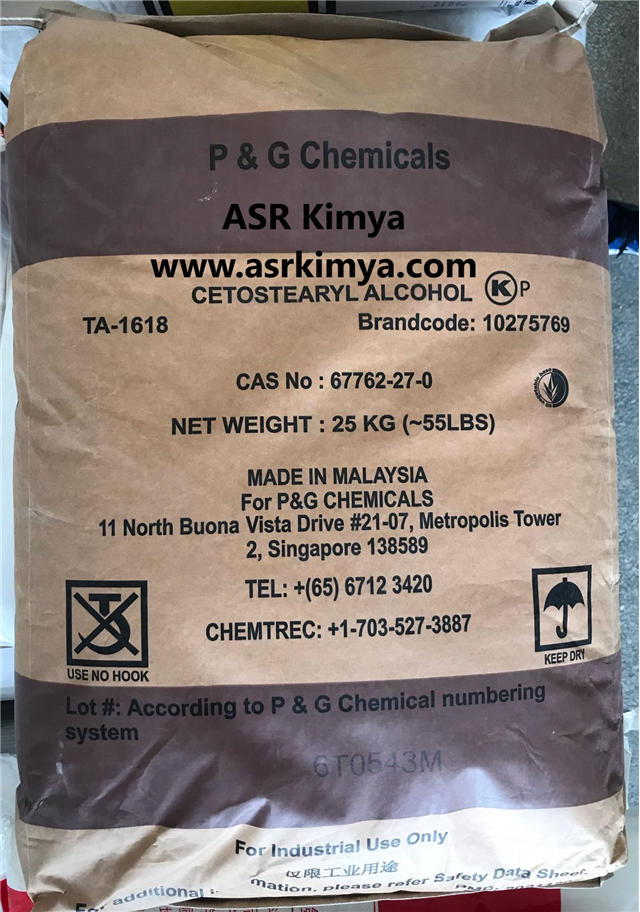 P & G Chemicals
ASR Kimya
www.asrkimya.com
CETOSTEARYL ALCOHOL K P
TA-1618
Brandcode: 10275769
CAS No : 67762-27-0
NET WEIGHT : 25 KG (~55LBS)
MADE IN MALAYSIA
For P&G CHEMICALS
11 North Buona Vista Drive #21-07, Metropolis Tower
2, Singapore 138589
TEL: +(65) 6712 3420
CHEMTREC: +1-703-527-3887
USE NO HOOK
KEEP DRY
Lot #: According to P & G Chemical numbering
system
6T0543M
For Industrial Use Only
仅限工业用途
For additional mation, please refer Safety Data Sheet.